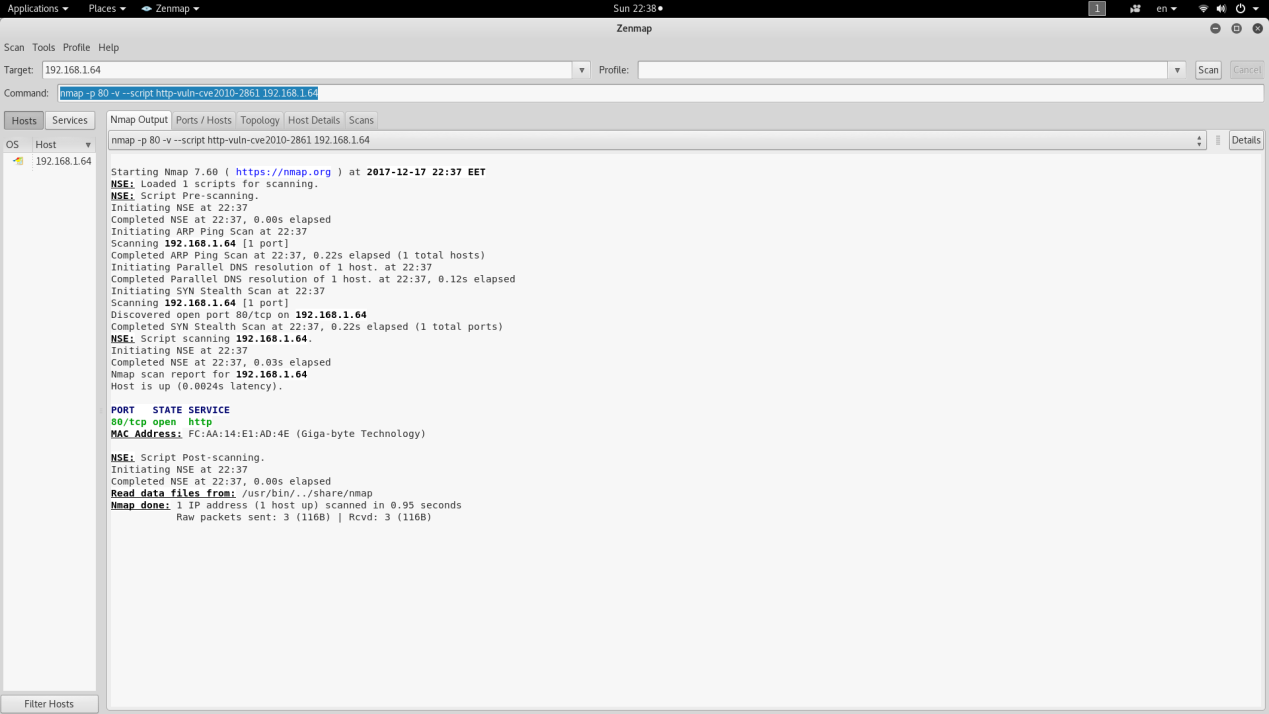 Applications Places Zenmap Sun 22:38 1 en
Zenmap
Scan Tools Profile Help
Target: 192.168.1.64 Profile: Scan Cancel
Command: nmap -p 80 -v --script http-vuln-cve2010-2861 192.168.1.64
Hosts Services Nmap Output Ports / Hosts Topology Host Details Scans
OS Host nmap -p 80 -v --script http-vuln-cve2010-2861 192.168.1.64 Details
192.168.1.64
Starting Nmap 7.60 ( https://nmap.org ) at 2017-12-17 22:37 EET
NSE: Loaded 1 scripts for scanning.
NSE: Script Pre-scanning.
Initiating NSE at 22:37
Completed NSE at 22:37, 0.00s elapsed
Initiating ARP Ping Scan at 22:37
Scanning 192.168.1.64 [1 port]
Completed ARP Ping Scan at 22:37, 0.22s elapsed (1 total hosts)
Initiating Parallel DNS resolution of 1 host. at 22:37
Completed Parallel DNS resolution of 1 host. at 22:37, 0.12s elapsed
Initiating SYN Stealth Scan at 22:37
Scanning 192.168.1.64 [1 port]
Discovered open port 80/tcp on 192.168.1.64
Completed SYN Stealth Scan at 22:37, 0.22s elapsed (1 total ports)
NSE: Script scanning 192.168.1.64.
Initiating NSE at 22:37
Completed NSE at 22:37, 0.03s elapsed
Nmap scan report for 192.168.1.64
Host is up (0.0024s latency).
PORT STATE SERVICE
80/tcp open http
MAC Address: FC:AA:14:E1:AD:4E (Giga-byte Technology)
NSE: Script Post-scanning.
Initiating NSE at 22:37
Completed NSE at 22:37, 0.00s elapsed
Read data files from: /usr/bin/../share/nmap
Nmap done: 1 IP address (1 host up) scanned in 0.95 seconds
Raw packets sent: 3 (116B) | Rcvd: 3 (116B)
Filter Hosts